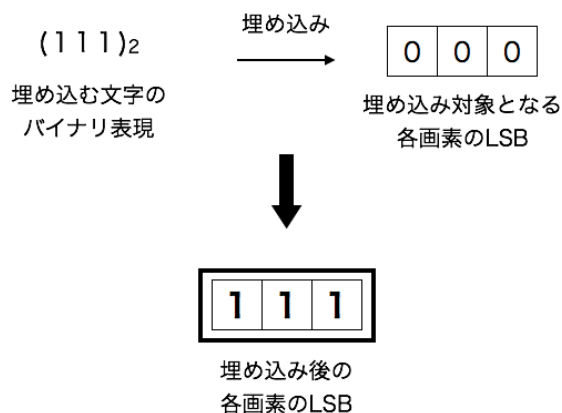 (111)2
埋め込み
0 0 0
埋め込む文字の
バイナリ表現
埋め込み対象となる
各画素のLSB
1 1 1
埋め込み後の
各画素のLSB